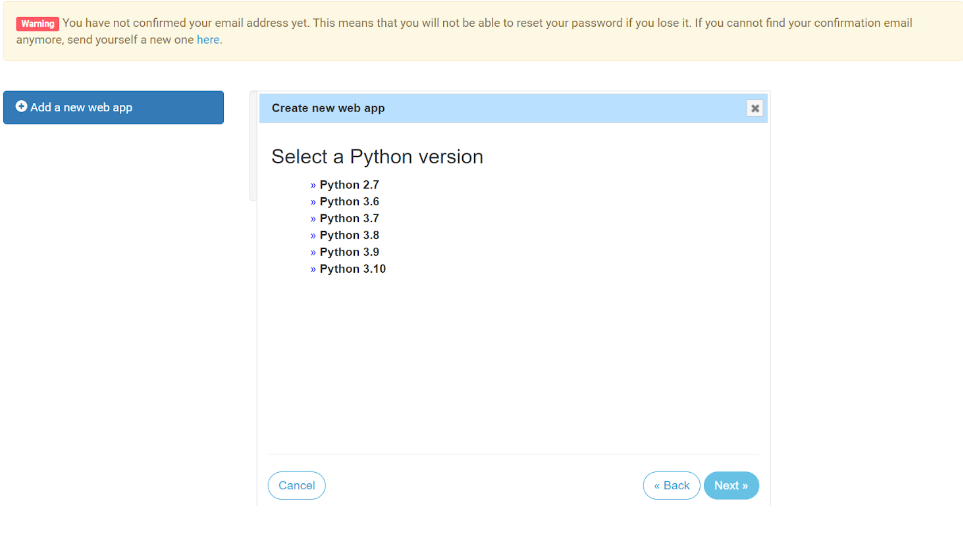 Warning You have not confirmed your email address yet. This means that you will not be able to reset your password if you lose it. If you cannot find your confirmation email
anymore, send yourself a new one here.
Add a new web app
Create new web app
Select a Python version
» Python 2.7
» Python 3.6
» Python 3.7
» Python 3.8
» Python 3.9
» Python 3.10
Cancel
« Back
Next »